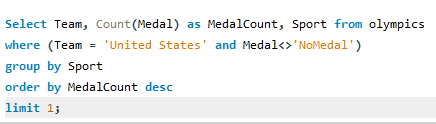 Select Team, Count(Medal) as MedalCount, Sport from olympics
where (Team = 'United States' and Medal<>'NoMedal')
group by Sport
order by MedalCount desc
limit 1;